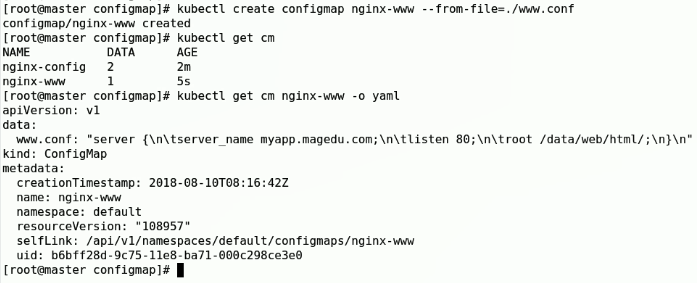 [root@master configmap]# kubectl create configmap nginx-www --from-file=./www.conf
configmap/nginx-www created
[root@master configmap]# kubectl get cm
NAME           DATA      AGE
nginx-config   2         2m
nginx-www      1         5s
[root@master configmap]# kubectl get cm nginx-www -o yaml
apiVersion: v1
data:
  www.conf: "server {\n\tserver_name myapp.magedu.com;\n\tlisten 80;\n\troot /data/web/html/;\n}\n"
kind: ConfigMap
metadata:
  creationTimestamp: 2018-08-10T08:16:42Z
  name: nginx-www
  namespace: default
  resourceVersion: "108957"
  selfLink: /api/v1/namespaces/default/configmaps/nginx-www
  uid: b6bff28d-9c75-11e8-ba71-000c298ce3e0
[root@master configmap]#